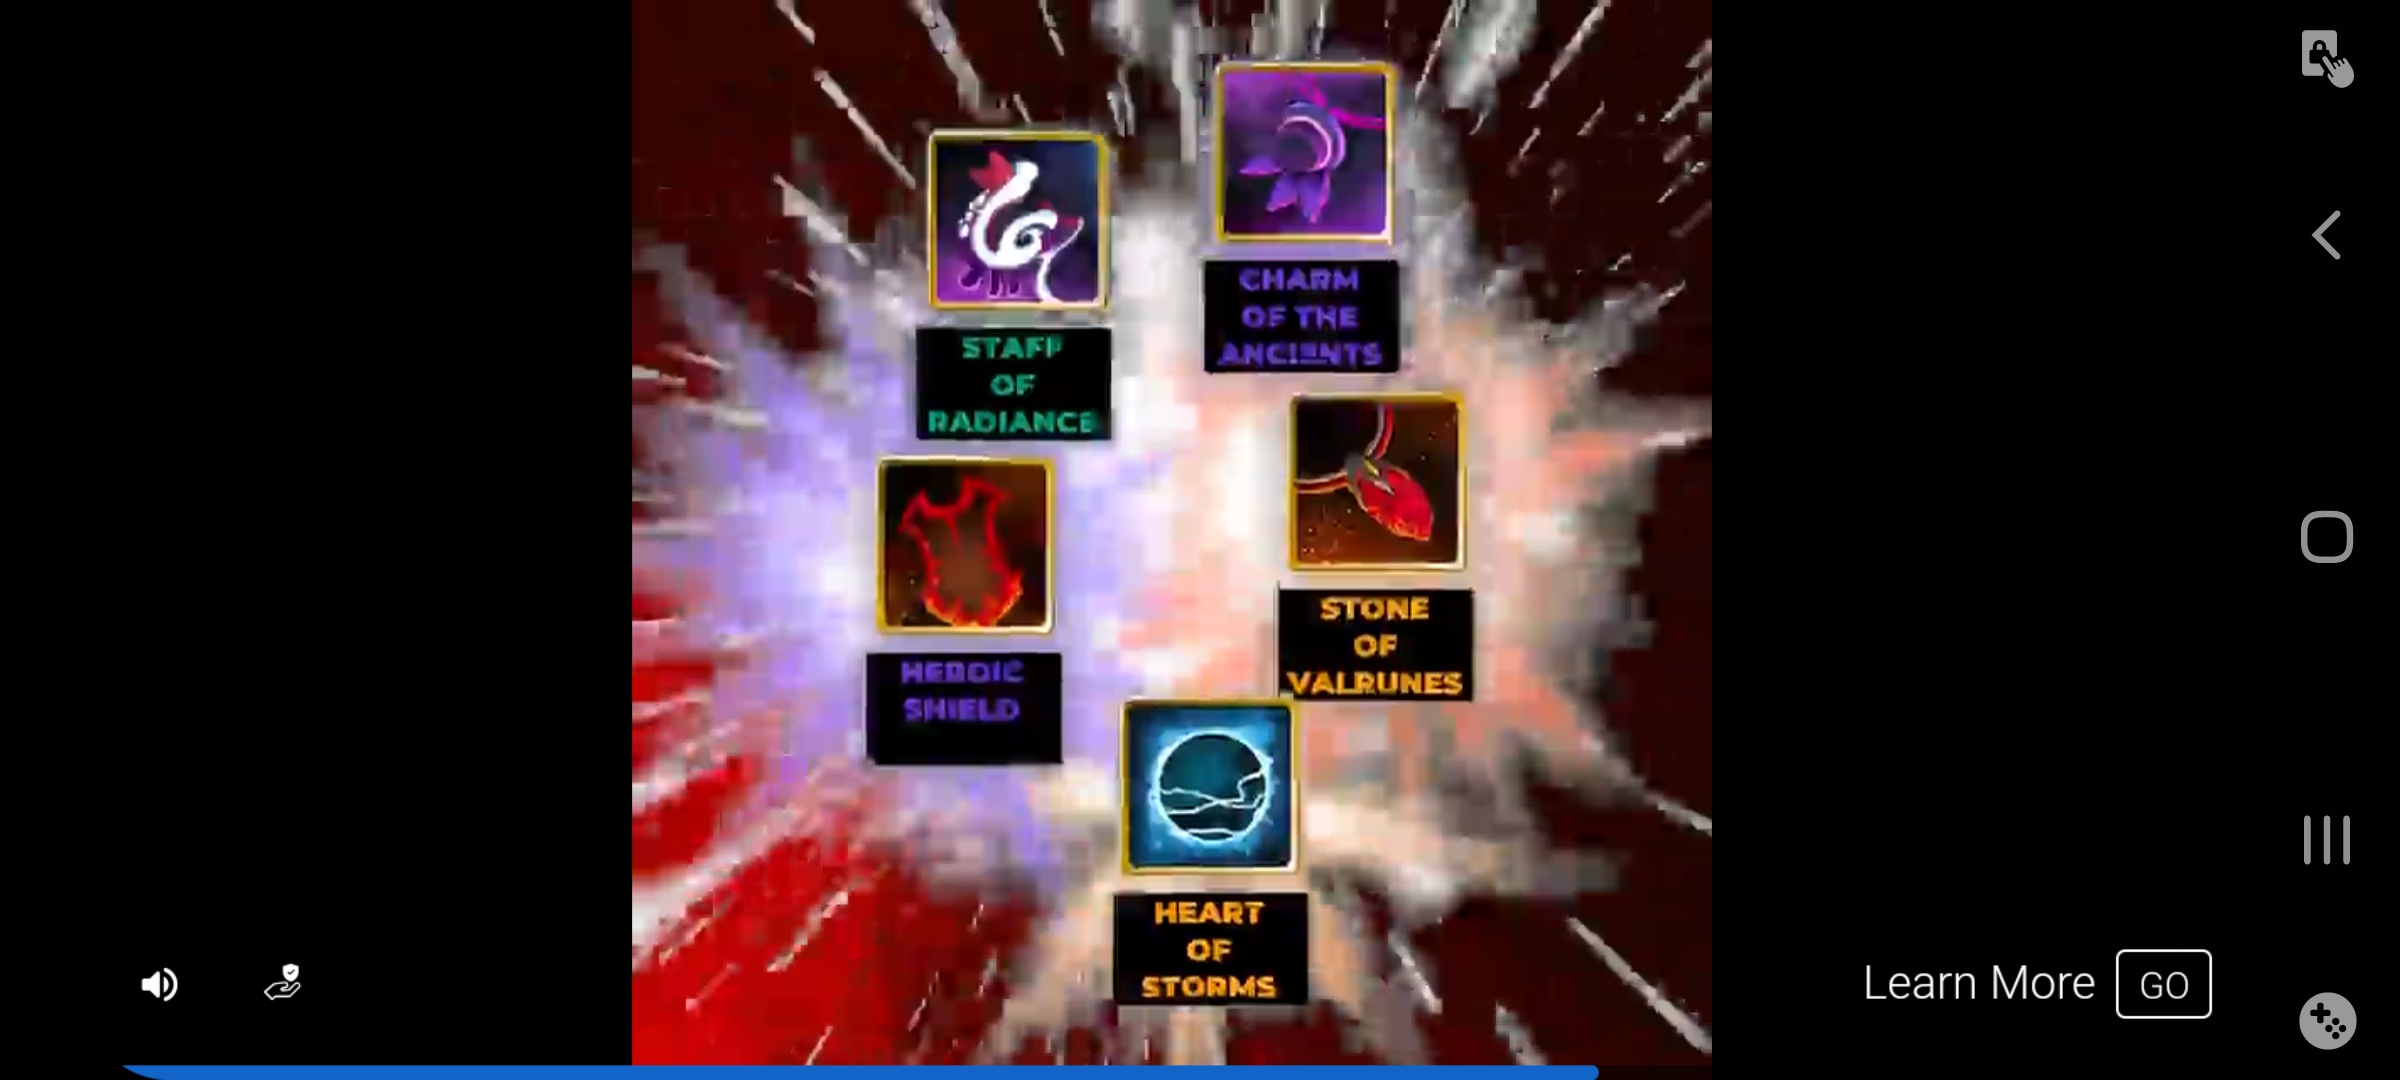 CHARM
OF THE
ANCIENTS
STAFF
OF
RADIANCE
STONE
OF
VALRUNES
HEROIC
SHIELD
HEART
OF
STORMS
Learn More
GO